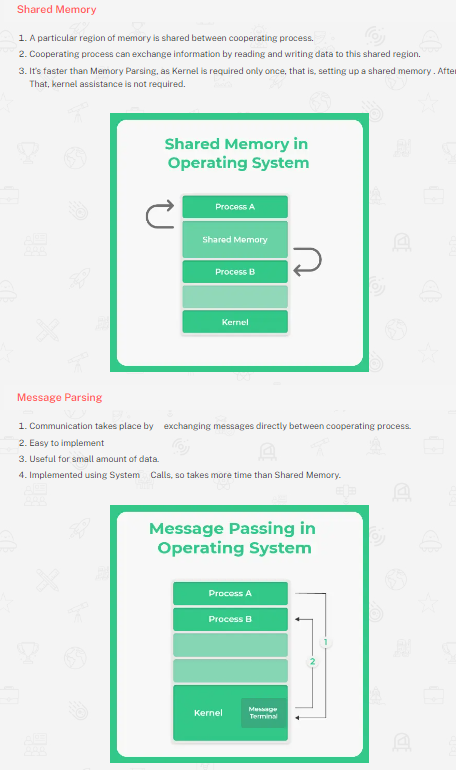 Shared Memory
1. A particular region of memory is shared between cooperating process.
2. Cooperating process can exchange information by reading and writing data to this shared region.
3. It's faster than Memory Parsing, as Kernel is required only once, that is, setting up a shared memory . After
That, kernel assistance is not required.
Shared Memory in
Operating System
Process A
Shared Memory
Process B
Kernel
Message Parsing
1. Communication takes place by exchanging messages directly between cooperating process.
2. Easy to implement
3. Useful for small amount of data.
4. Implemented using System Calls, so takes more time than Shared Memory.
Message Passing in
Operating System
Process A
Process B
1
2
Kernel
Message
Terminal